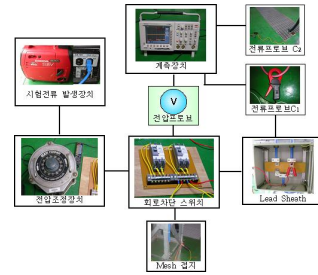 계측장치
전류프로브 C2
시험전류 발생장치
V
전압프로브
전류프로브C1
전압조정장치
회로차단 스위치
Lead Sheath
Mesh 접지